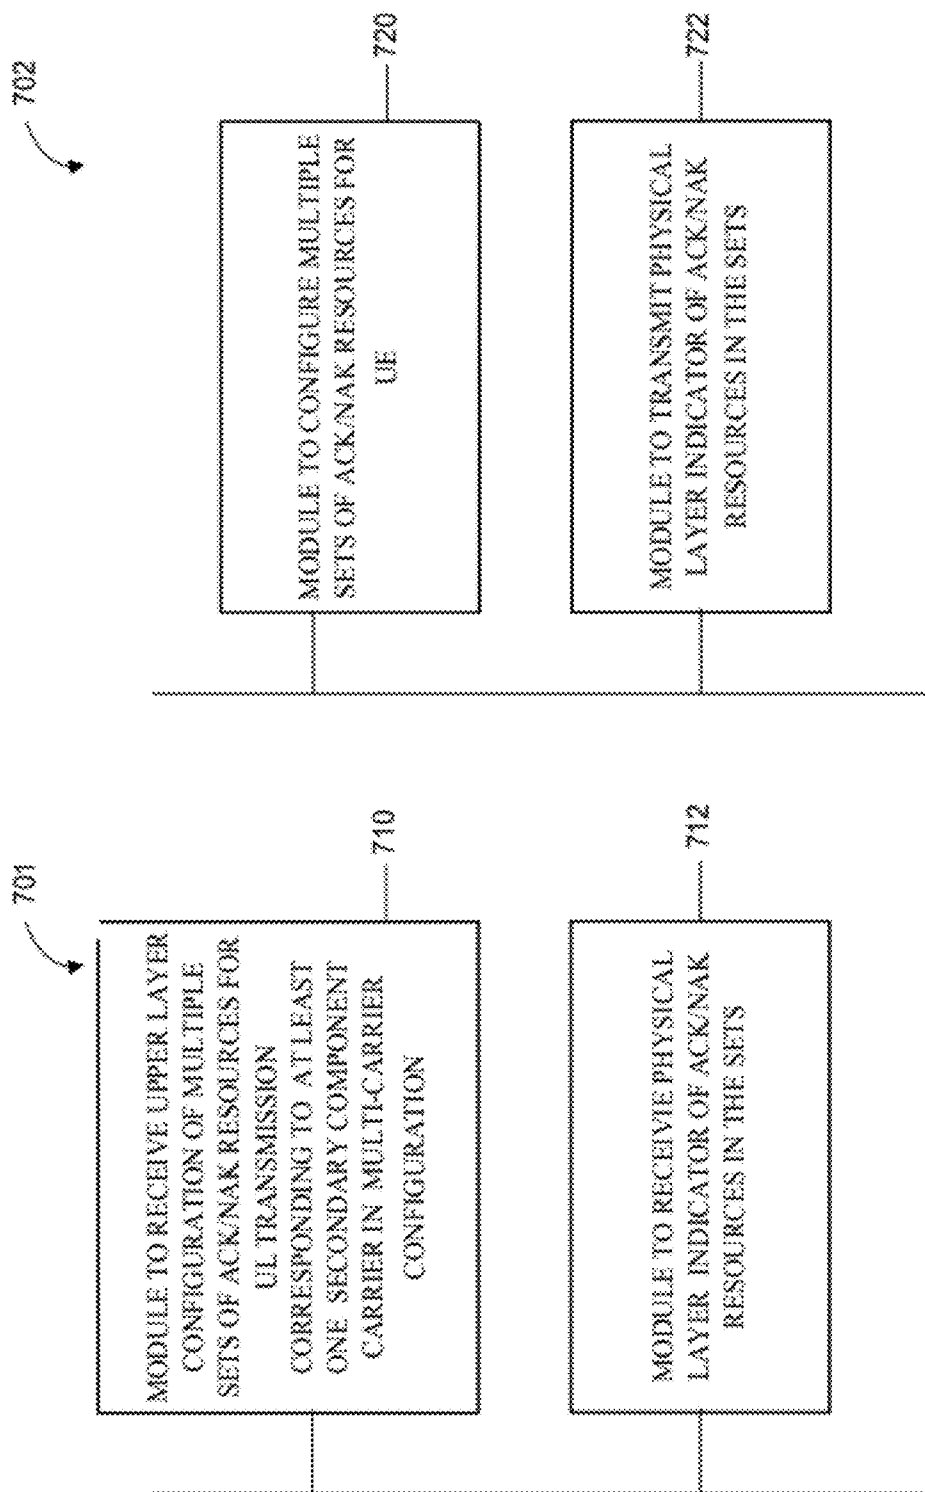 701
MODULE TO RECEIVE UPPER LAYER
CONFIGURATION OF MULTIPLE
SETS OF ACK/NAK RESOURCES FOR
UL TRANSMISSION
CORRESPONDING TO AT LEAST
ONE SECONDARY COMPONENT
CARRIER IN MULTI-CARRIER
CONFIGURATION
710
MODULE TO RECEIVIE PHYSICAL
LAYER INDICATOR OF ACK/NAK
RESOURCES IN THE SETS
712
702
MODULE TO CONFIGURE MULTIPLE
SETS OF ACK/NAK RESOURCES FOR
UE
720
MODULE TO TRANSMIT PHYSICAL
LAYER INDICATOR OF ACK/NAK
RESOURCES IN THE SETS
722